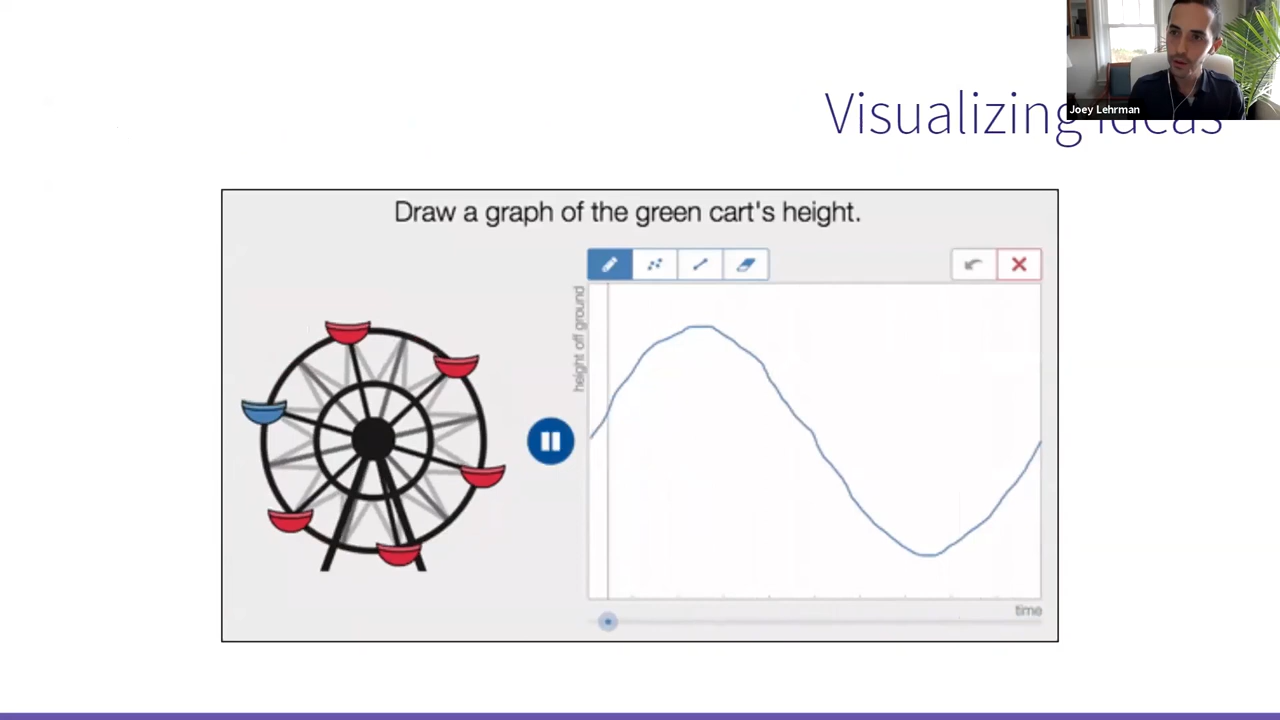 Joey Lehrman
Visualizing Ideas
Draw a graph of the green cart's height.
height off ground
time